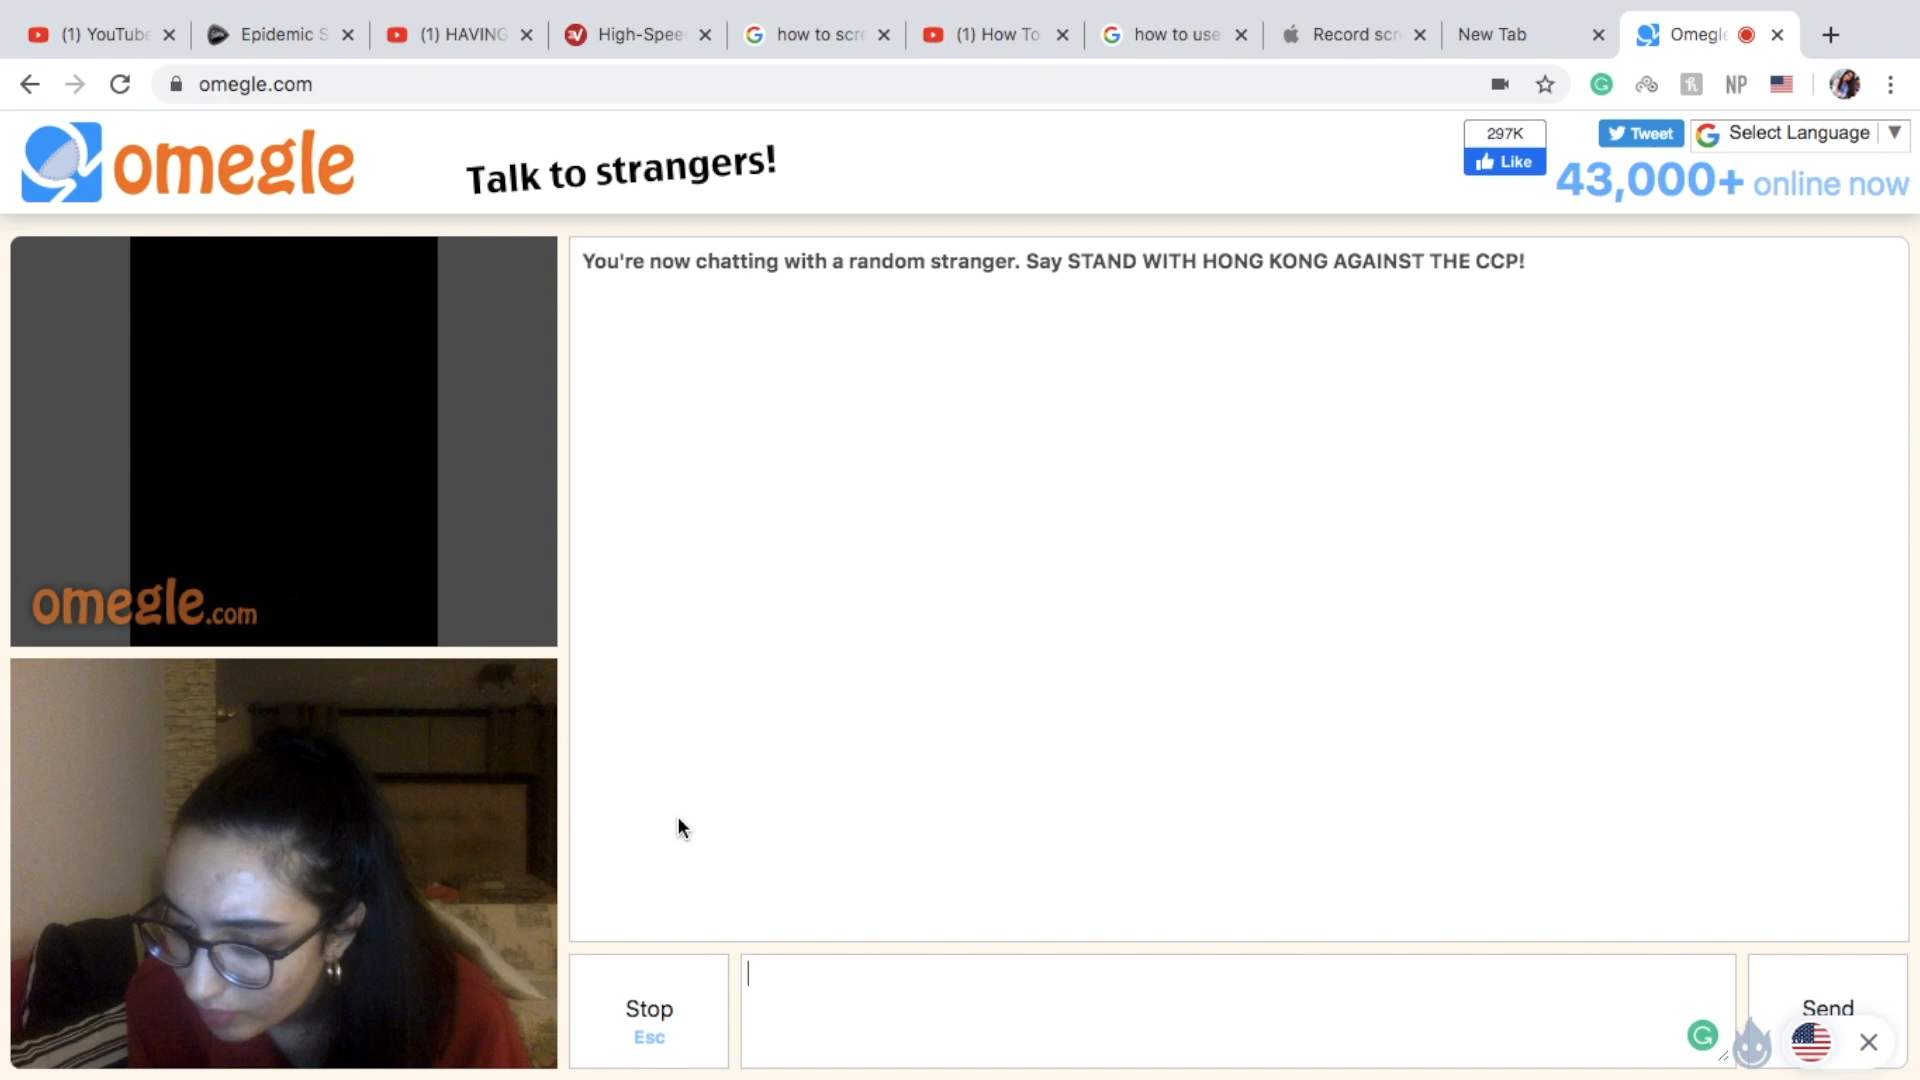 (1) YouTube
Epidemic S
(1) HAVING
High-Spee
how to scre
(1) How To
how to use
Record scr
New Tab
Omegle
omegle.com
NP
omegle
Talk to strangers!
297K
Like
Tweet
Select Language
43,000+ online now
You're now chatting with a random stranger. Say STAND WITH HONG KONG AGAINST THE CCP!
omegle.com
Stop
Esc
Send